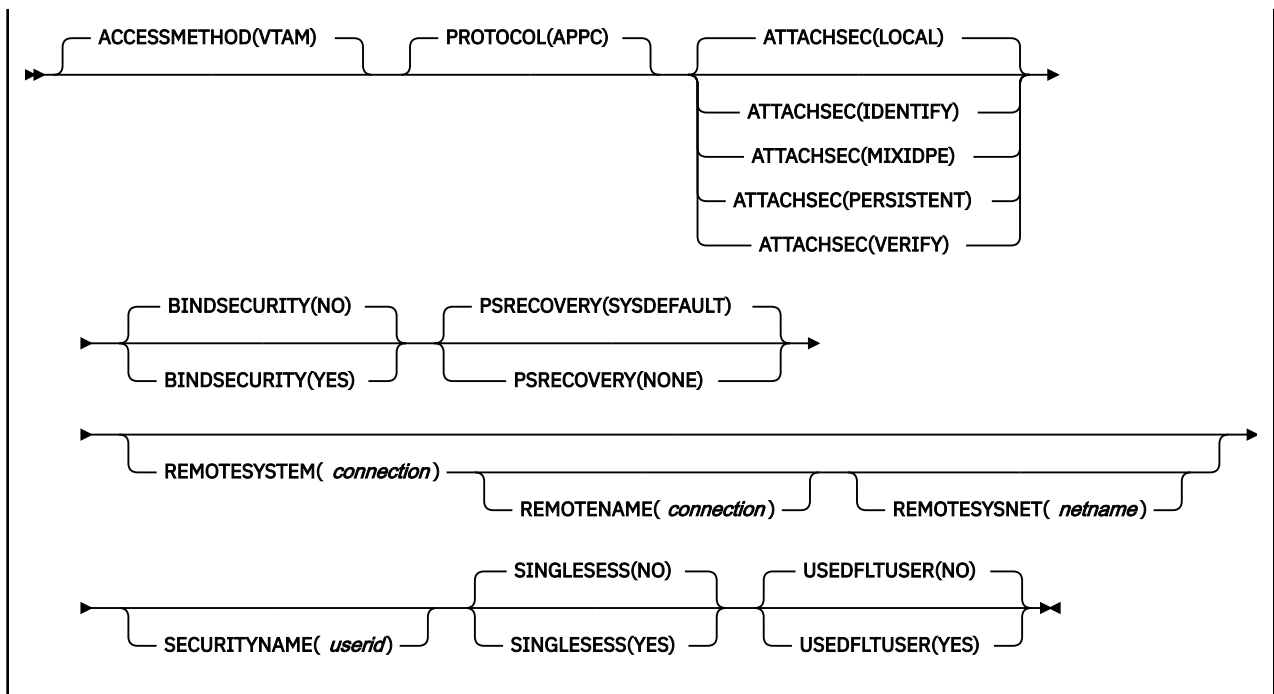 ACCESSMETHOD(VTAM) PROTOCOL(APPC) ATTACHSEC(LOCAL)
ATTACHSEC(IDENTIFY)
ATTACHSEC(MIXIDPE)
ATTACHSEC(PERSISTENT)
ATTACHSEC(VERIFY)
BINDSECURITY(NO) PSRECOVERY(SYSDEFAULT)
BINDSECURITY(YES) PSRECOVERY(NONE)
REMOTESYSTEM( connection)
REMOTENAME( connection) REMOTESYSNET( netname)
SINGLESESS(NO) USEDFLTUSER(NO)
SECURITYNAME( userid) SINGLESESS(YES) USEDFLTUSER(YES)